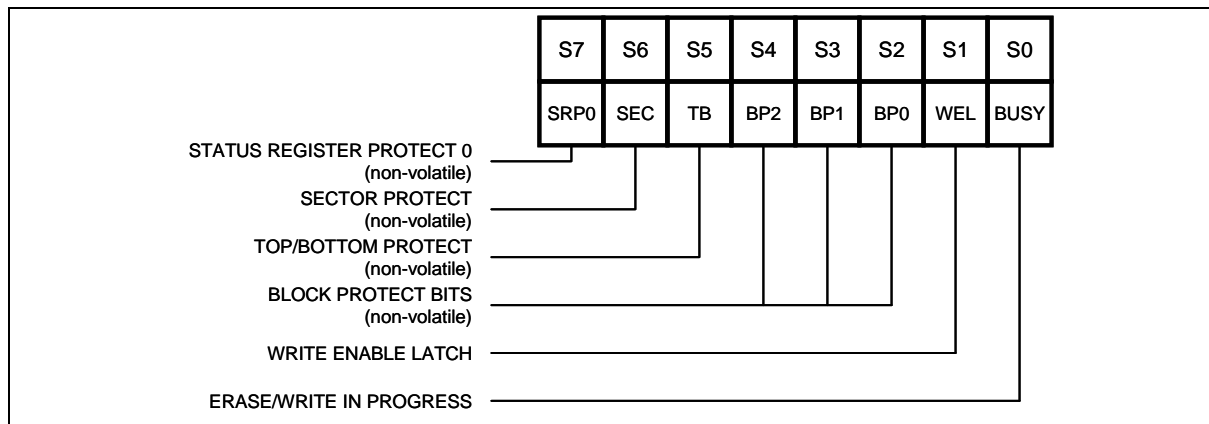 S7 S6 S5 S4 S3 S2 S1 S0
SRP0 SEC TB BP2 BP1 BP0 WEL BUSY
STATUS REGISTER PROTECT 0
(non-volatile)
SECTOR PROTECT
(non-volatile)
TOP/BOTTOM PROTECT
(non-volatile)
BLOCK PROTECT BITS
(non-volatile)
WRITE ENABLE LATCH
ERASE/WRITE IN PROGRESS